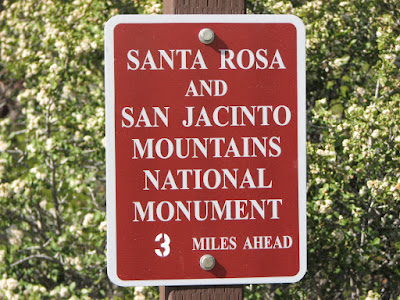 SANTA ROSA
AND
SAN JACINTO
MOUNTAINS
NATIONAL
MONUMENT
3 MILES AHEAD